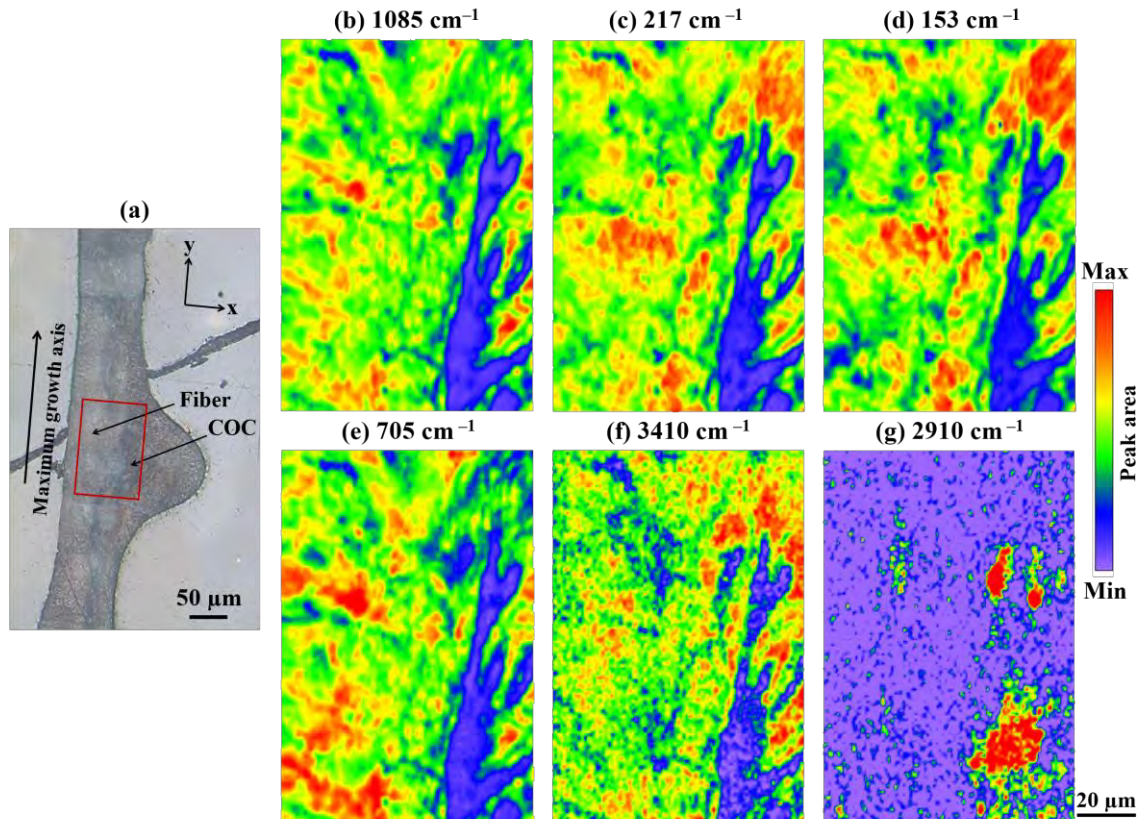 (b) 1085 cm⁻¹
(c) 217 cm⁻¹
(d) 153 cm⁻¹
(a)
y
x
Maximum growth axis
Fiber
COC
50 µm
(e) 705 cm⁻¹
(f) 3410 cm⁻¹
(g) 2910 cm⁻¹
Max
Peak area
Min
20 µm